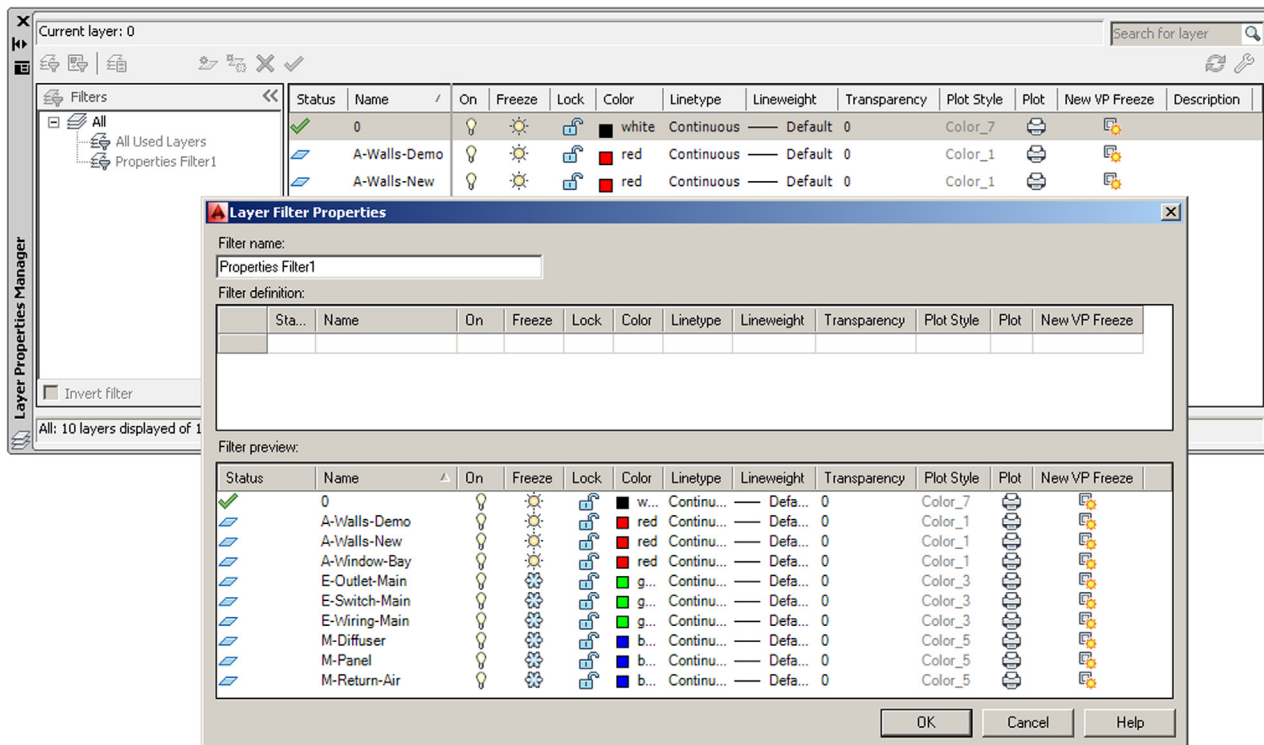 Current layer: 0
Search for layer
Filters
Status Name On Freeze Lock Color Linetype Lineweight Transparency Plot Style Plot New VP Freeze Description
All
All Used Layers
Properties Filter1
0 white Continuous Default 0 Color_7
A-Walls-Demo red Continuous Default 0 Color_1
A-Walls-New red Continuous Default 0 Color_1
Layer Properties Manager
Invert filter
All: 10 layers displayed of 1
Layer Filter Properties
Filter name:
Properties Filter1
Filter definition:
Sta... Name On Freeze Lock Color Linetype Lineweight Transparency Plot Style Plot New VP Freeze
Filter preview:
Status Name On Freeze Lock Color Linetype Lineweight Transparency Plot Style Plot New VP Freeze
0 w... Continu... Defa... 0 Color_7
A-Walls-Demo red Continu... Defa... 0 Color_1
A-Walls-New red Continu... Defa... 0 Color_1
A-Window-Bay red Continu... Defa... 0 Color_1
E-Outlet-Main g... Continu... Defa... 0 Color_3
E-Switch-Main g... Continu... Defa... 0 Color_3
E-Wiring-Main g... Continu... Defa... 0 Color_3
M-Diffuser b... Continu... Defa... 0 Color_5
M-Panel b... Continu... Defa... 0 Color_5
M-Return-Air b... Continu... Defa... 0 Color_5
OK Cancel Help